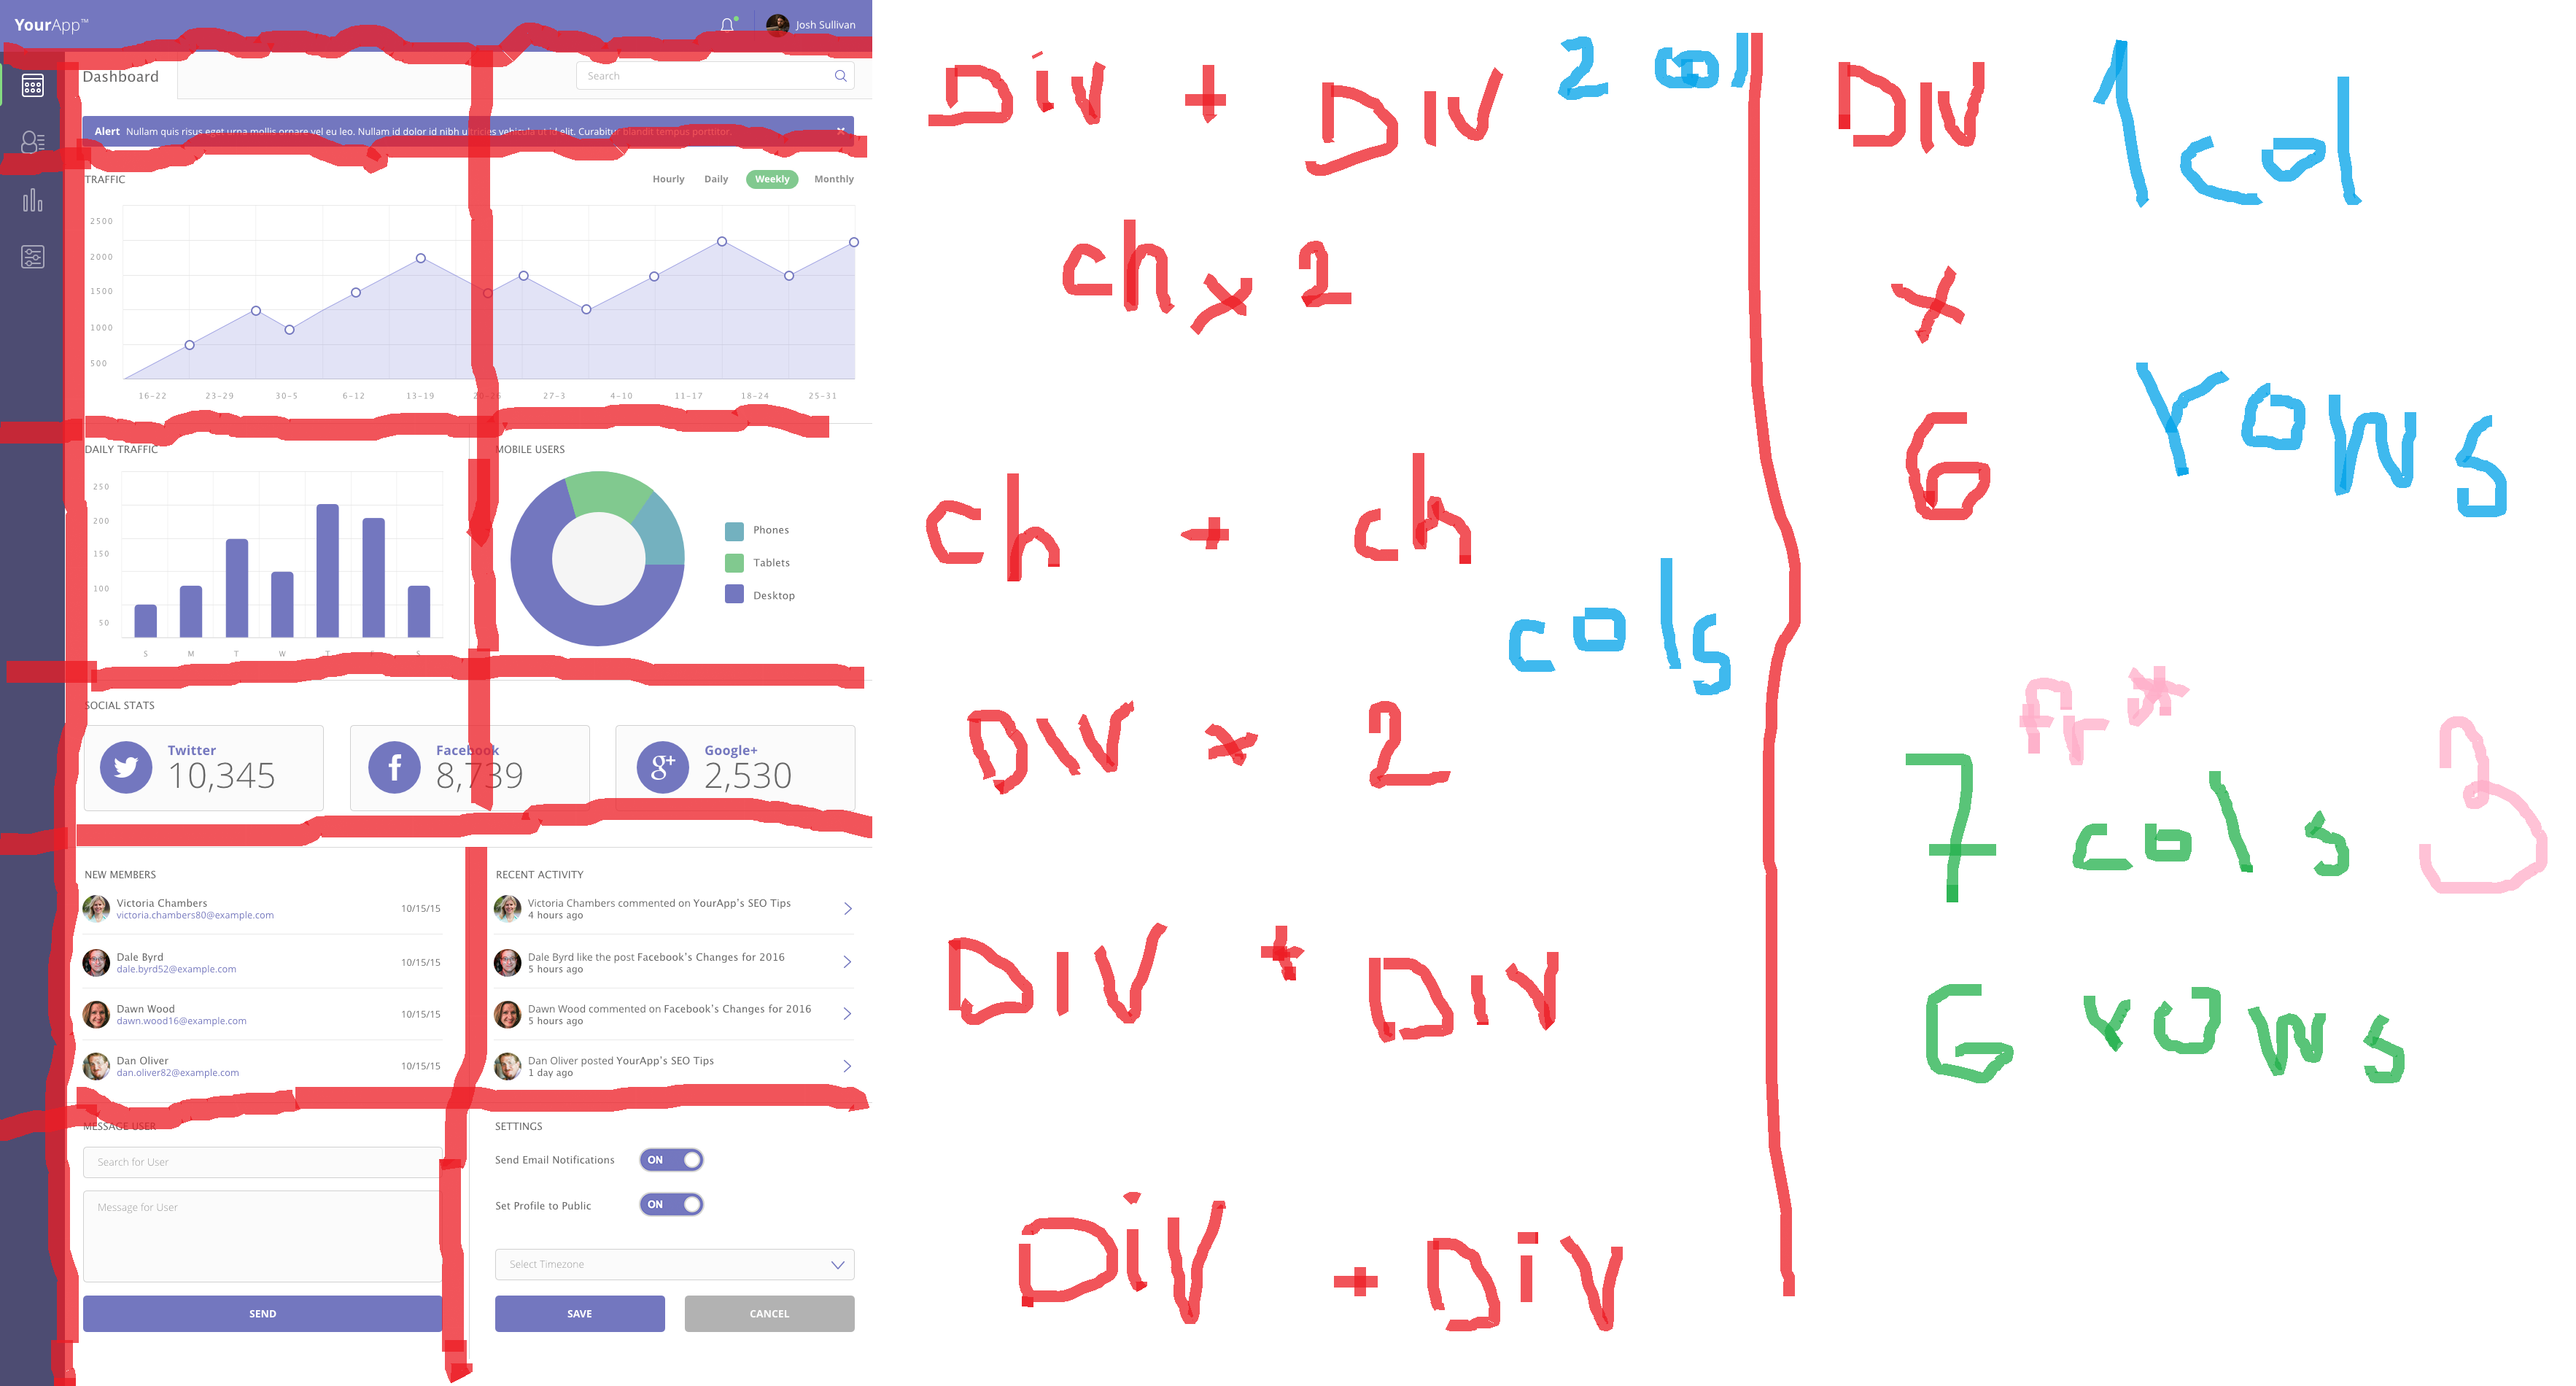 YourApp™
Josh Sullivan
Dashboard
Search
Alert Nullam quis risus eget urna mollis ornare vel eu leo. Nullam id dolor id nibh ultricies vehicula ut id elit. Curabitur blandit tempus porttitor.
TRAFFIC
Hourly Daily Weekly Monthly
2500
2000
1500
1000
500
16-22 23-29 30-5 6-12 13-19 20-26 27-3 4-10 11-17 18-24 25-31
DAILY TRAFFIC
250
200
150
100
50
S M T W T F S
MOBILE USERS
Phones
Tablets
Desktop
SOCIAL STATS
Twitter
10,345
Facebook
8,739
Google+
2,530
NEW MEMBERS
Victoria Chambers
victoria.chambers80@example.com
10/15/15
Dale Byrd
dale.byrd52@example.com
10/15/15
Dawn Wood
dawn.wood16@example.com
10/15/15
Dan Oliver
dan.oliver82@example.com
10/15/15
RECENT ACTIVITY
Victoria Chambers commented on YourApp's SEO Tips
4 hours ago
Dale Byrd like the post Facebook's Changes for 2016
5 hours ago
Dawn Wood commented on Facebook's Changes for 2016
5 hours ago
Dan Oliver posted YourApp's SEO Tips
1 day ago
MESSAGE USER
Search for User
Message for User
SEND
SETTINGS
Send Email Notifications ON
Set Profile to Public ON
Select Timezone
SAVE CANCEL
Div + DIV 2 col
ch x 2
ch + ch
cols
DIV x 2
DIV + DIV
DiV + DiV
DIV 1 col
x
6 rows
fr * 3
7 cols
6 rows